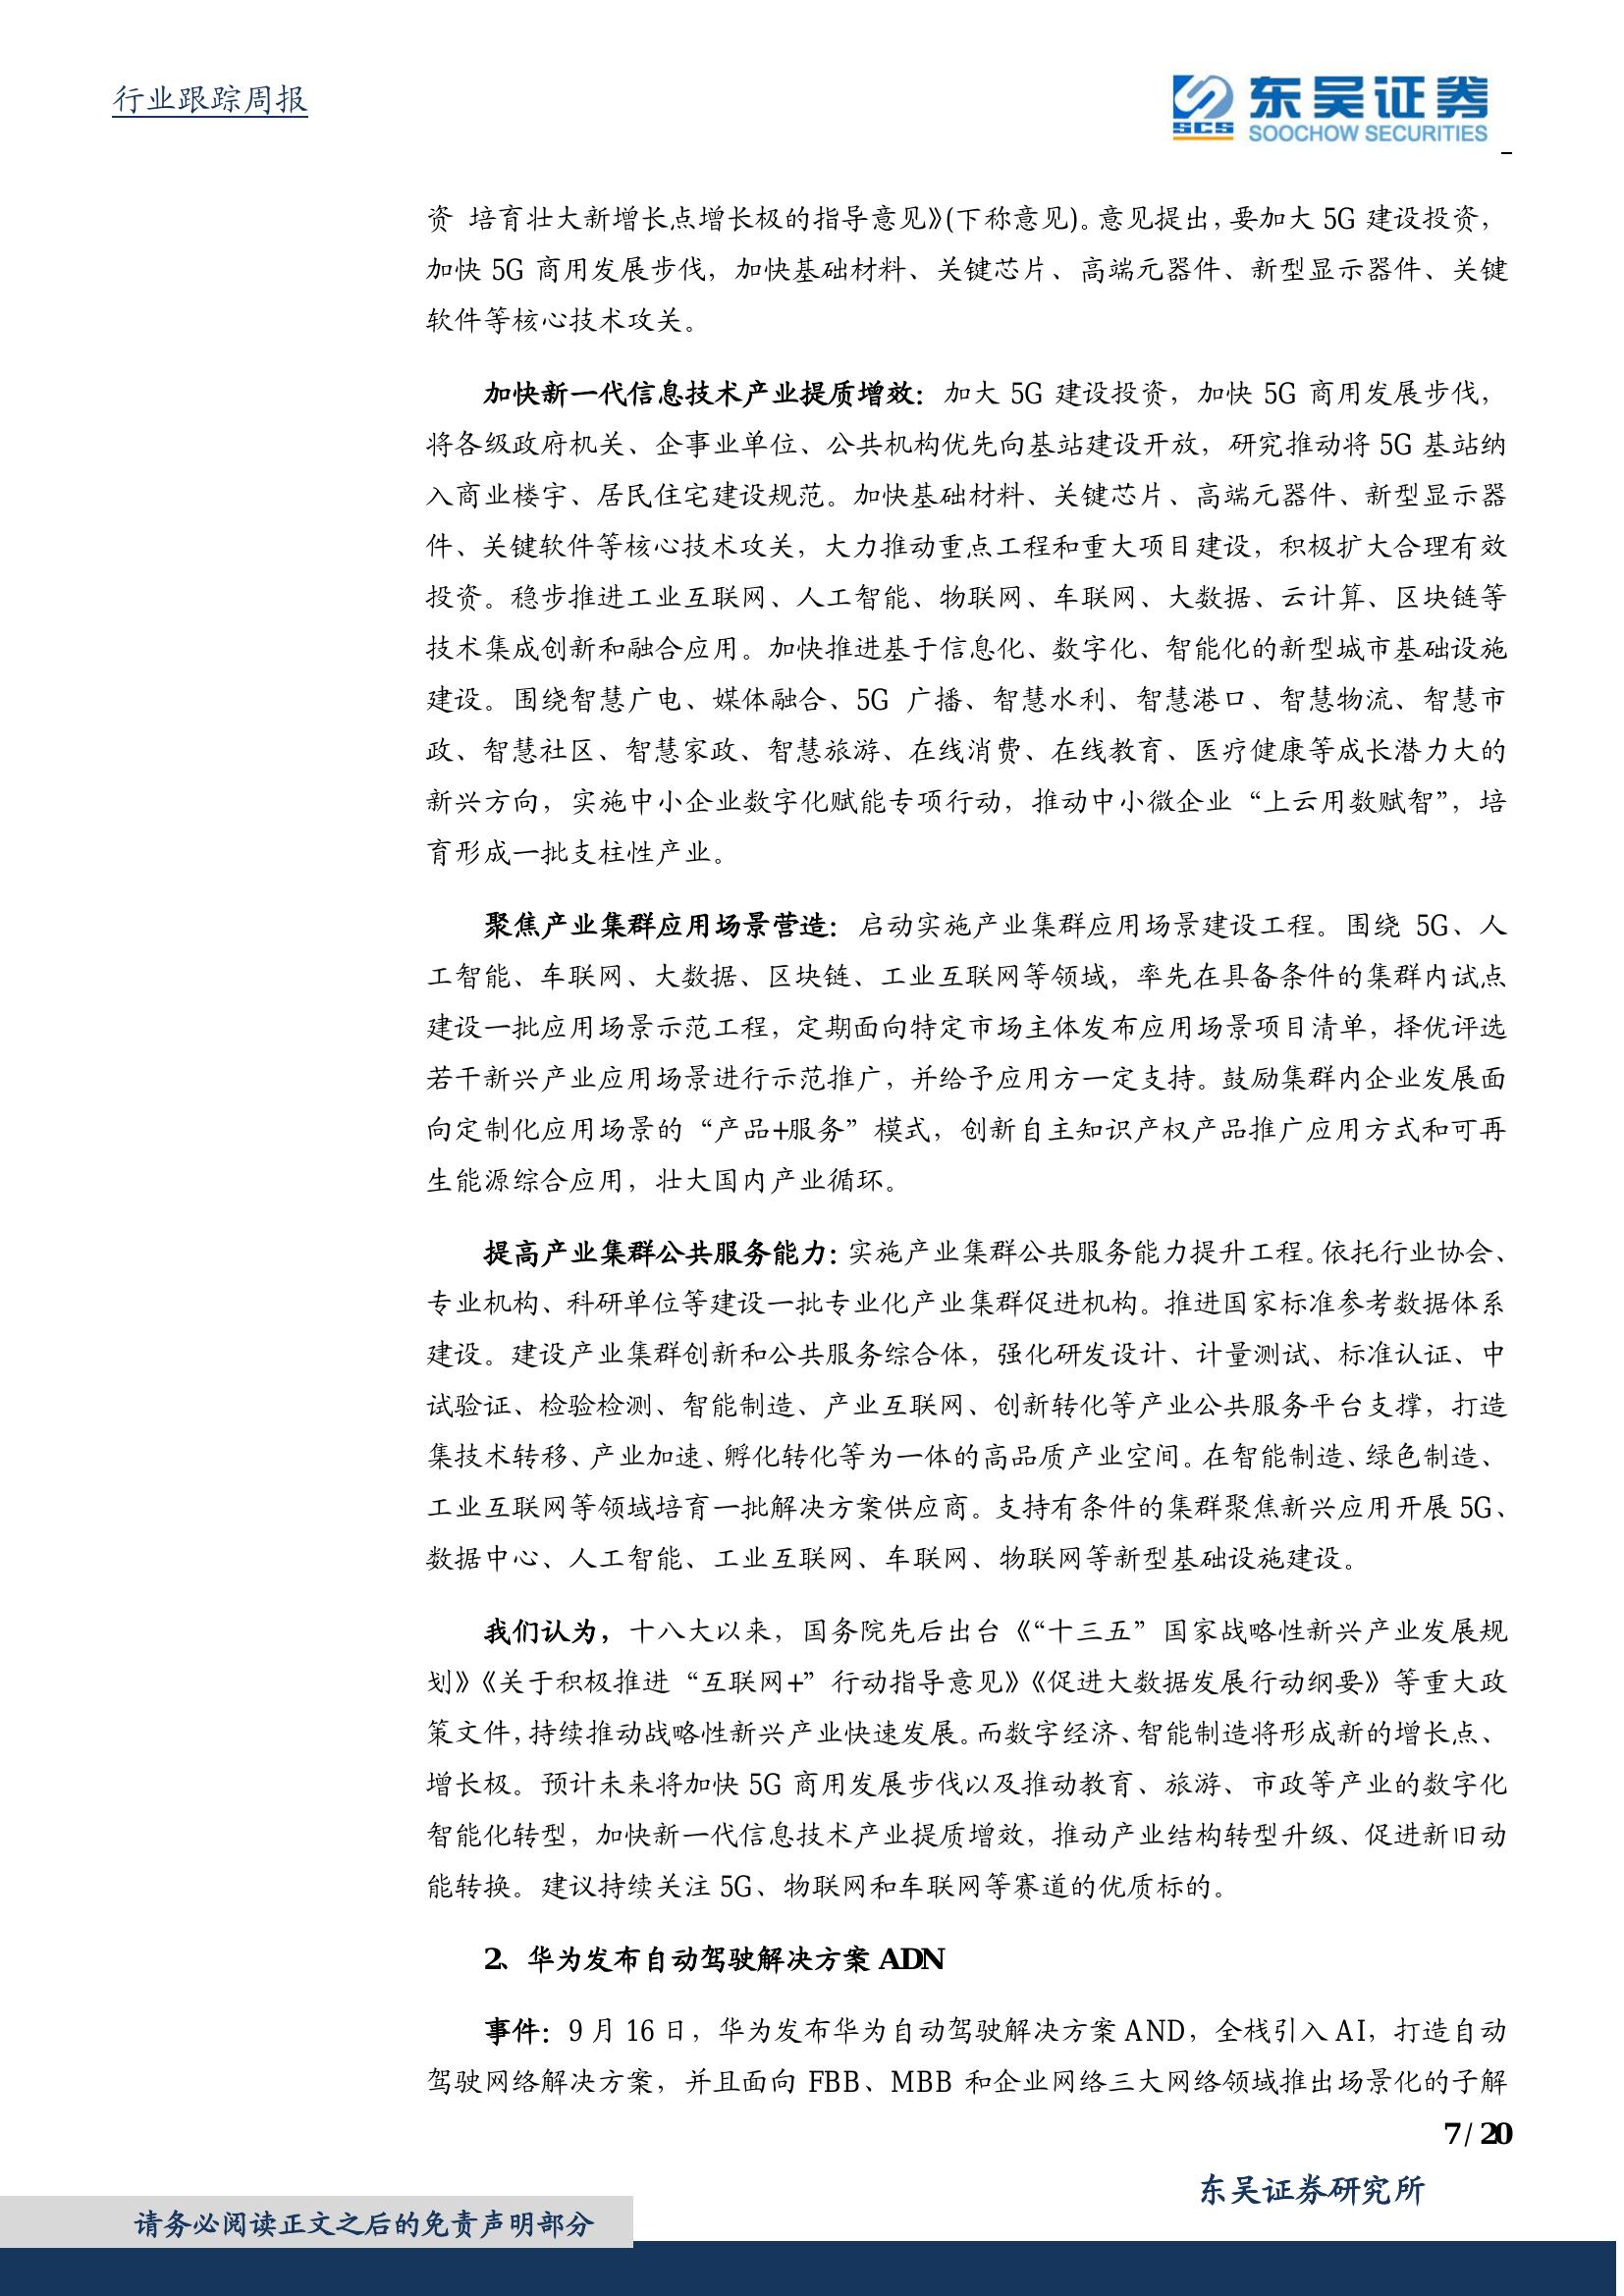 行业跟踪周报
东吴证券
SCS
SOOCHOW SECURITIES
资 培育壮大新增长点增长极的指导意见》(下称意见)。意见提出，要加大 5G 建设投资，
加快 5G 商用发展步伐，加快基础材料、关键芯片、高端元器件、新型显示器件、关键
软件等核心技术攻关。
加快新一代信息技术产业提质增效：加大 5G 建设投资，加快 5G 商用发展步伐，
将各级政府机关、企事业单位、公共机构优先向基站建设开放，研究推动将 5G 基站纳
入商业楼宇、居民住宅建设规范。加快基础材料、关键芯片、高端元器件、新型显示器
件、关键软件等核心技术攻关，大力推动重点工程和重大项目建设，积极扩大合理有效
投资。稳步推进工业互联网、人工智能、物联网、车联网、大数据、云计算、区块链等
技术集成创新和融合应用。加快推进基于信息化、数字化、智能化的新型城市基础设施
建设。围绕智慧广电、媒体融合、5G 广播、智慧水利、智慧港口、智慧物流、智慧市
政、智慧社区、智慧家政、智慧旅游、在线消费、在线教育、医疗健康等成长潜力大的
新兴方向，实施中小企业数字化赋能专项行动，推动中小微企业“上云用数赋智”，培
育形成一批支柱性产业。
聚焦产业集群应用场景营造：启动实施产业集群应用场景建设工程。围绕 5G、人
工智能、车联网、大数据、区块链、工业互联网等领域，率先在具备条件的集群内试点
建设一批应用场景示范工程，定期面向特定市场主体发布应用场景项目清单，择优评选
若干新兴产业应用场景进行示范推广，并给予应用方一定支持。鼓励集群内企业发展面
向定制化应用场景的“产品+服务”模式，创新自主知识产权产品推广应用方式和可再
生能源综合应用，壮大国内产业循环。
提高产业集群公共服务能力：实施产业集群公共服务能力提升工程。依托行业协会、
专业机构、科研单位等建设一批专业化产业集群促进机构。推进国家标准参考数据体系
建设。建设产业集群创新和公共服务综合体，强化研发设计、计量测试、标准认证、中
试验证、检验检测、智能制造、产业互联网、创新转化等产业公共服务平台支撑，打造
集技术转移、产业加速、孵化转化等为一体的高品质产业空间。在智能制造、绿色制造、
工业互联网等领域培育一批解决方案供应商。支持有条件的集群聚焦新兴应用开展 5G、
数据中心、人工智能、工业互联网、车联网、物联网等新型基础设施建设。
我们认为，十八大以来，国务院先后出台《“十三五”国家战略性新兴产业发展规
划》《关于积极推进“互联网+”行动指导意见》《促进大数据发展行动纲要》等重大政
策文件，持续推动战略性新兴产业快速发展。而数字经济、智能制造将形成新的增长点、
增长极。预计未来将加快 5G 商用发展步伐以及推动教育、旅游、市政等产业的数字化
智能化转型，加快新一代信息技术产业提质增效，推动产业结构转型升级、促进新旧动
能转换。建议持续关注 5G、物联网和车联网等赛道的优质标的。
2、华为发布自动驾驶解决方案 ADN
事件：9 月 16 日，华为发布华为自动驾驶解决方案 AND，全栈引入 AI，打造自动
驾驶网络解决方案，并且面向 FBB、MBB 和企业网络三大网络领域推出场景化的子解
7 / 20
东吴证券研究所
请务必阅读正文之后的免责声明部分